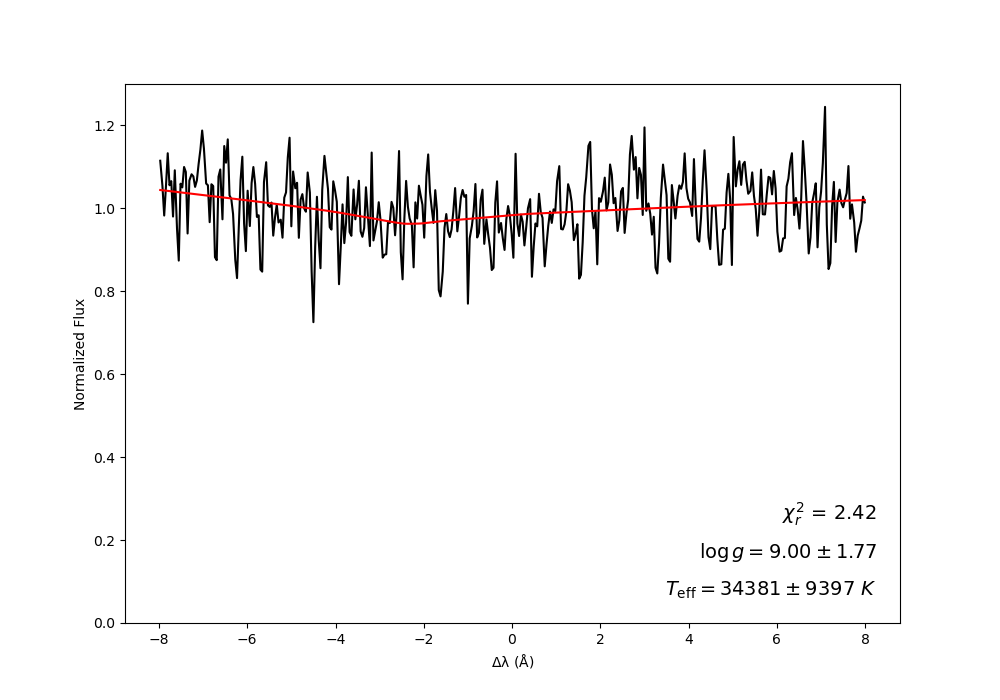 1.2
1.0
0.8
0.6
0.4
0.2
0.0
Normalized Flux
χ²ᵣ = 2.42
log g = 9.00 ± 1.77
T_eff = 34381 ± 9397 K
−8 −6 −4 −2 0 2 4 6 8
Δλ (Å)